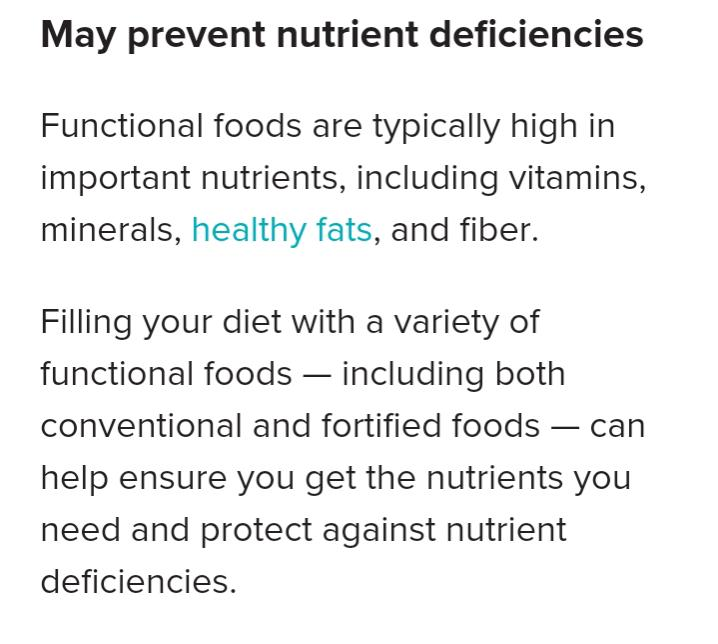 May prevent nutrient deficiencies
Functional foods are typically high in
important nutrients, including vitamins,
minerals, healthy fats, and fiber.
Filling your diet with a variety of
functional foods — including both
conventional and fortified foods — can
help ensure you get the nutrients you
need and protect against nutrient
deficiencies.